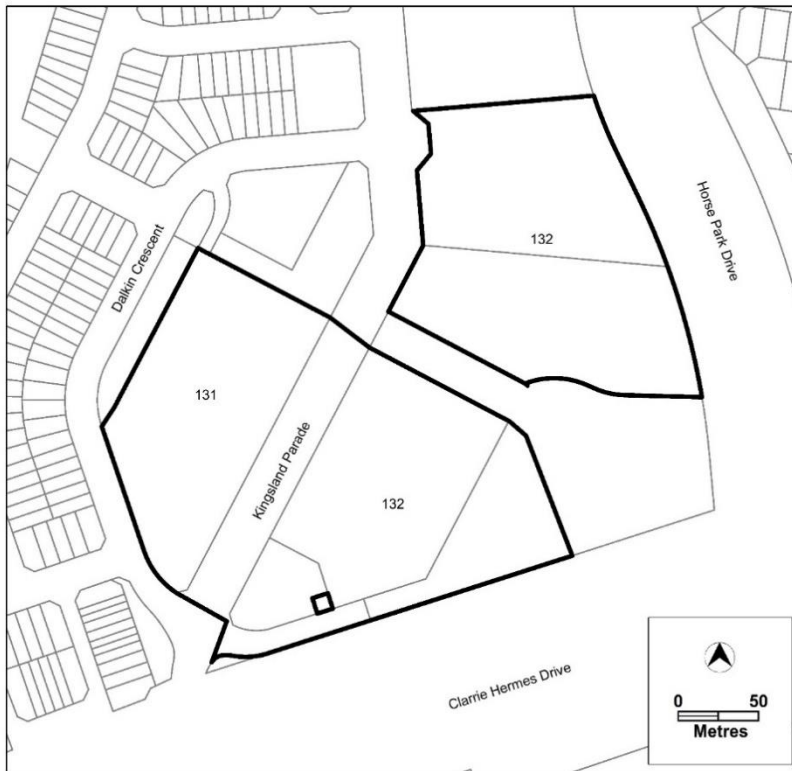 132
Horse Park Drive
Dalkin Crescent
131
Kingsland Parade
132
Clarrie Hermes Drive
0 50
Metres